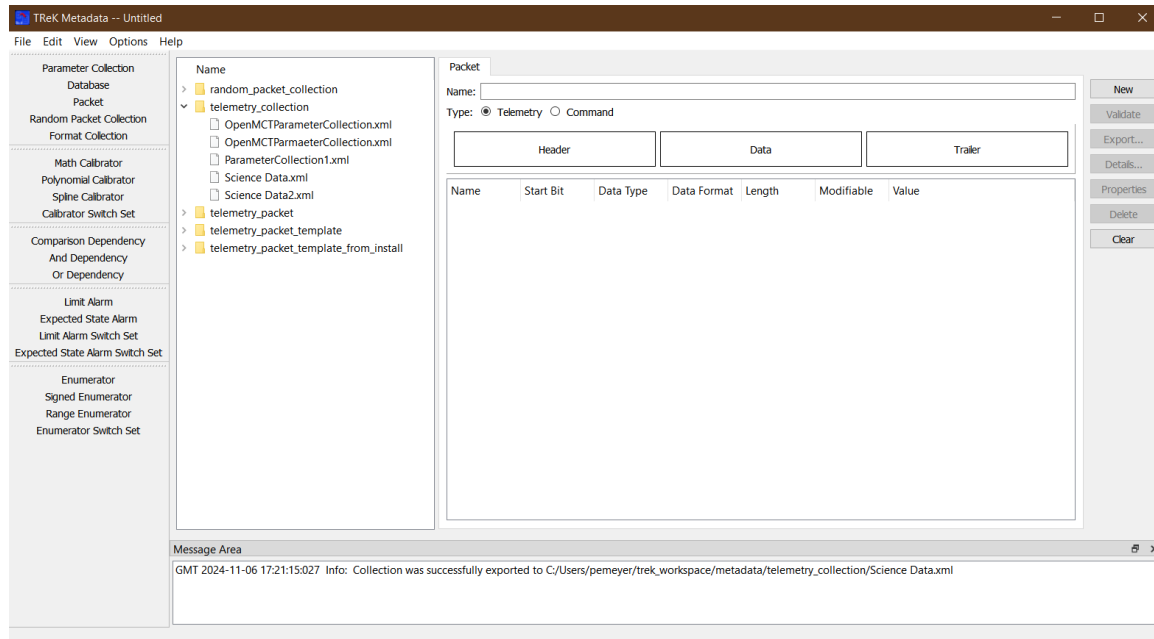 TReK Metadata -- Untitled
File Edit View Options Help
Parameter Collection
Database
Packet
Random Packet Collection
Format Collection
Math Calibrator
Polynomial Calibrator
Spline Calibrator
Calibrator Switch Set
Comparison Dependency
And Dependency
Or Dependency
Limit Alarm
Expected State Alarm
Limit Alarm Switch Set
Expected State Alarm Switch Set
Enumerator
Signed Enumerator
Range Enumerator
Enumerator Switch Set
Name
random_packet_collection
telemetry_collection
OpenMCTParameterCollection.xml
OpenMCTParmaeterCollection.xml
ParameterCollection1.xml
Science Data.xml
Science Data2.xml
telemetry_packet
telemetry_packet_template
telemetry_packet_template_from_install
Packet
Name:
Type: Telemetry Command
Header Data Trailer
Name Start Bit Data Type Data Format Length Modifiable Value
New
Validate
Export...
Details...
Properties
Delete
Clear
Message Area
GMT 2024-11-06 17:21:15:027 Info: Collection was successfully exported to C:/Users/pemeyer/trek_workspace/metadata/telemetry_collection/Science Data.xml